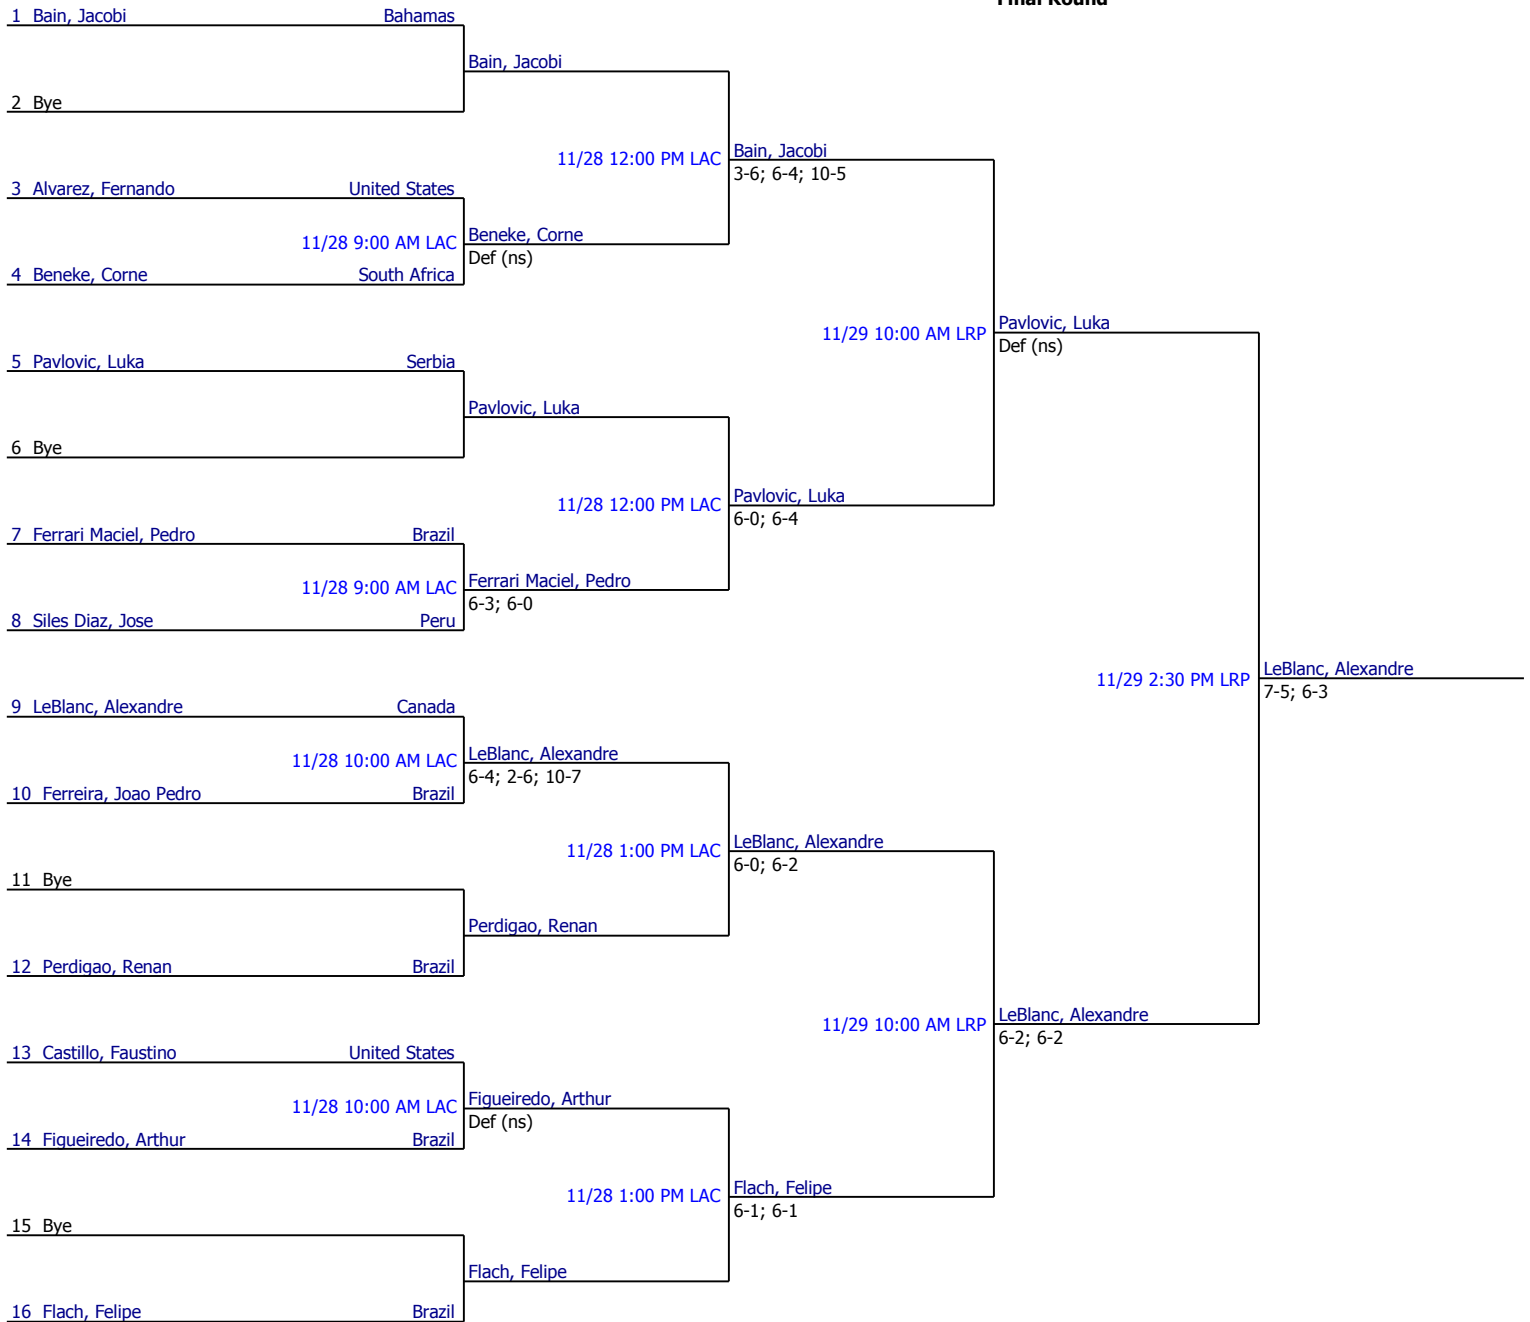 Final Round
1 Bain, Jacobi Bahamas
Bain, Jacobi
2 Bye
11/28 12:00 PM LAC Bain, Jacobi
3-6; 6-4; 10-5
3 Alvarez, Fernando United States
11/28 9:00 AM LAC Beneke, Corne
Def (ns)
4 Beneke, Corne South Africa
11/29 10:00 AM LRP Pavlovic, Luka
Def (ns)
5 Pavlovic, Luka Serbia
Pavlovic, Luka
6 Bye
11/28 12:00 PM LAC Pavlovic, Luka
6-0; 6-4
7 Ferrari Maciel, Pedro Brazil
11/28 9:00 AM LAC Ferrari Maciel, Pedro
6-3; 6-0
8 Siles Diaz, Jose Peru
11/29 2:30 PM LRP LeBlanc, Alexandre
7-5; 6-3
9 LeBlanc, Alexandre Canada
11/28 10:00 AM LAC LeBlanc, Alexandre
6-4; 2-6; 10-7
10 Ferreira, Joao Pedro Brazil
11/28 1:00 PM LAC LeBlanc, Alexandre
6-0; 6-2
11 Bye
Perdigao, Renan
12 Perdigao, Renan Brazil
11/29 10:00 AM LRP LeBlanc, Alexandre
6-2; 6-2
13 Castillo, Faustino United States
11/28 10:00 AM LAC Figueiredo, Arthur
Def (ns)
14 Figueiredo, Arthur Brazil
11/28 1:00 PM LAC Flach, Felipe
6-1; 6-1
15 Bye
Flach, Felipe
16 Flach, Felipe Brazil